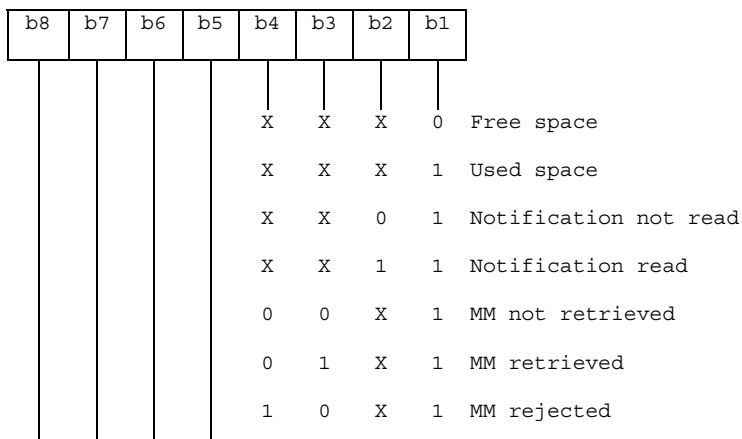 b8 b7 b6 b5 b4 b3 b2 b1
X X X 0 Free space
X X X 1 Used space
X X 0 1 Notification not read
X X 1 1 Notification read
0 0 X 1 MM not retrieved
0 1 X 1 MM retrieved
1 0 X 1 MM rejected